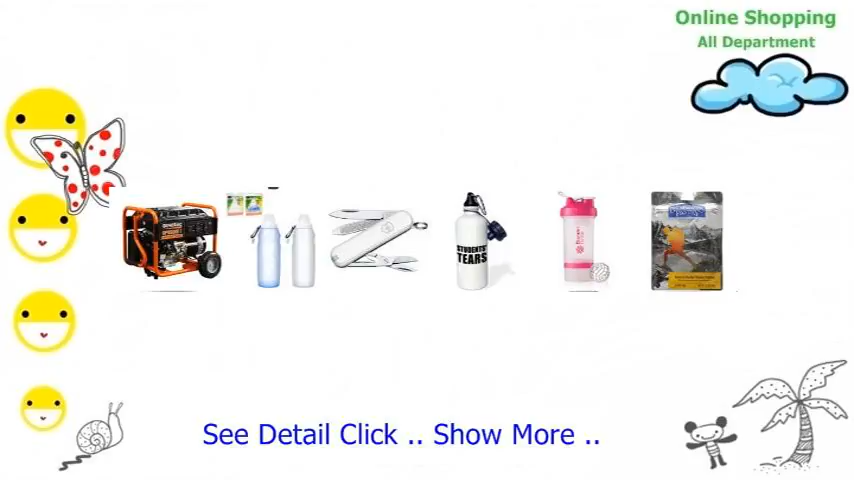 Online Shopping
All Department
STUDENTS'
TEARS
See Detail Click .. Show More ..